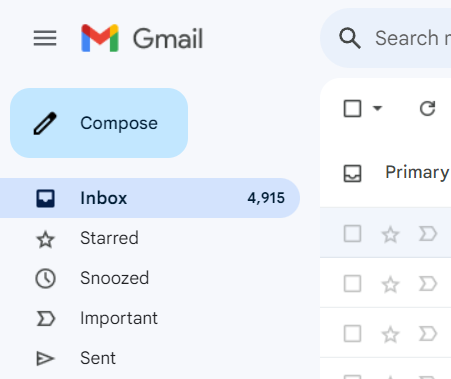 Gmail
Search
Compose
Primary
Inbox 4,915
Starred
Snoozed
Important
Sent